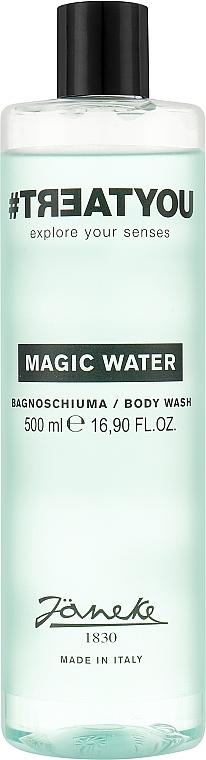 #TREATYOU
explore your senses
MAGIC WATER
BAGNOSCHIUMA / BODY WASH
500 ml ℮ 16,90 FL.OZ.
Jäneke
1830
MADE IN ITALY